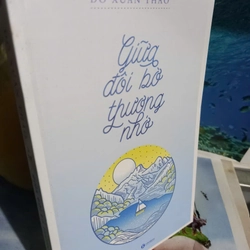 ĐỖ XUÂN THẢO
Giữa
đôi bờ
thương
nhớ